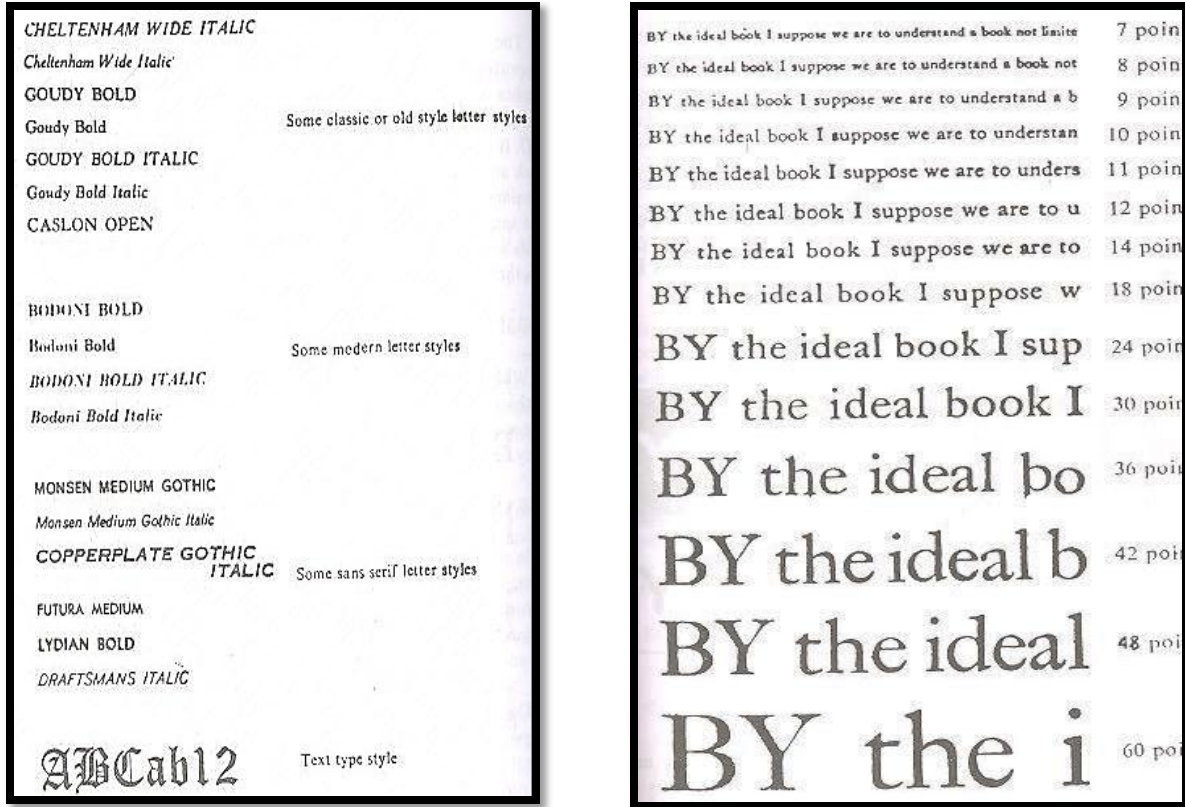 CHELTENHAM WIDE ITALIC
Cheltenham Wide Italic
GOUDY BOLD
Goudy Bold
Some classic or old style letter styles
GOUDY BOLD ITALIC
Goudy Bold Italic
CASLON OPEN
BODONI BOLD
Bodoni Bold
Some modern letter styles
BODONI BOLD ITALIC
Bodoni Bold Italic
MONSEN MEDIUM GOTHIC
Monsen Medium Gothic Italic
COPPERPLATE GOTHIC
ITALIC
Some sans serif letter styles
FUTURA MEDIUM
LYDIAN BOLD
DRAFTSMANS ITALIC
ABCab12
Text type style
BY the ideal book I suppose we are to understand a book not limite 7 poin
BY the ideal book I suppose we are to understand a book not 8 poin
BY the ideal book I suppose we are to understand a b 9 poin
BY the ideal book I suppose we are to understan 10 poin
BY the ideal book I suppose we are to unders 11 poin
BY the ideal book I suppose we are to u 12 poin
BY the ideal book I suppose we are to 14 poin
BY the ideal book I suppose w 18 poin
BY the ideal book I sup 24 poin
BY the ideal book I 30 poin
BY the ideal bo 36 poi
BY the ideal b 42 poi
BY the ideal 48 poi
BY the i 60 poi